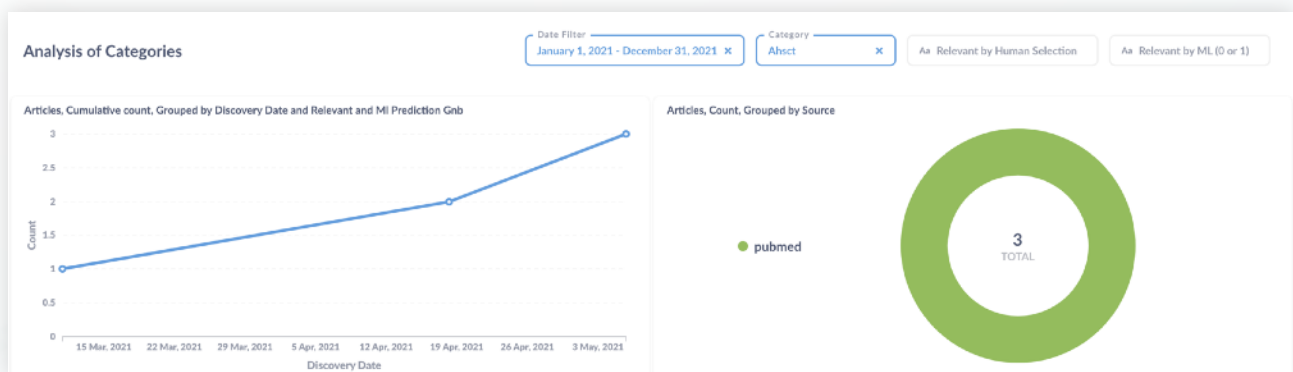 Analysis of Categories
Date Filter
January 1, 2021 - December 31, 2021 ×
Category
Ahsct ×
Aa Relevant by Human Selection
Aa Relevant by ML (0 or 1)
Articles, Cumulative count, Grouped by Discovery Date and Relevant and Ml Prediction Gnb
3
2.5
2
1.5
1
0.5
0
Count
15 Mar, 2021 22 Mar, 2021 29 Mar, 2021 5 Apr, 2021 12 Apr, 2021 19 Apr, 2021 26 Apr, 2021 3 May, 2021
Discovery Date
Articles, Count, Grouped by Source
pubmed
3
TOTAL